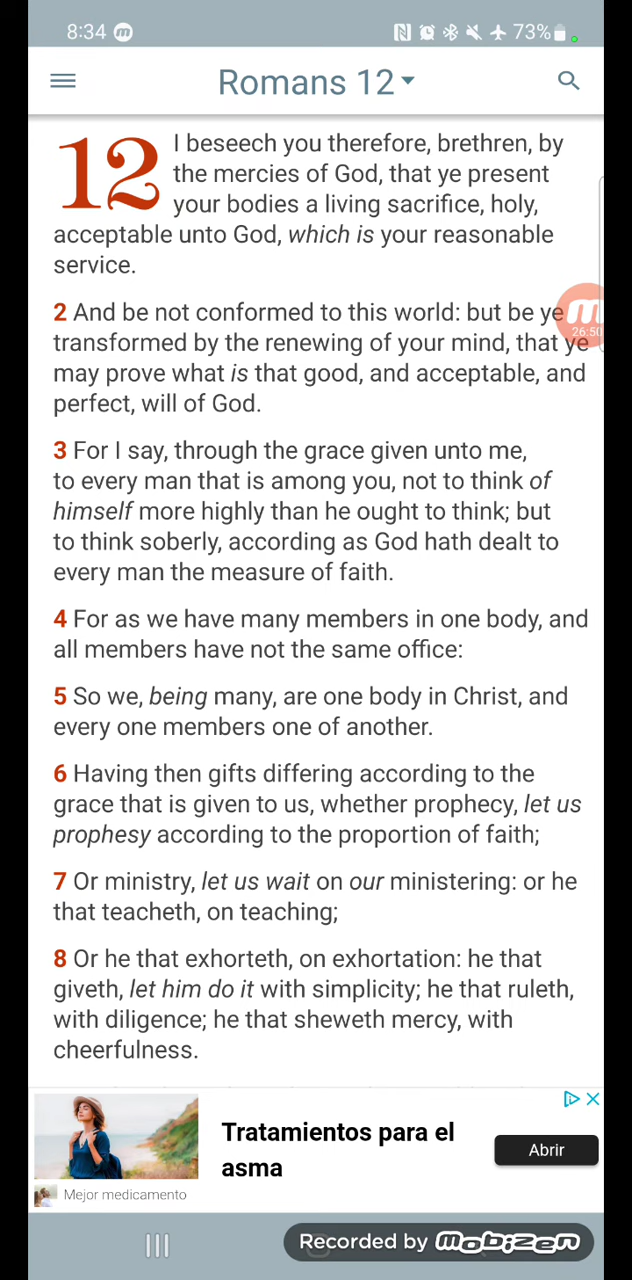 8:34 m 73%
Romans 12
12 I beseech you therefore, brethren, by
the mercies of God, that ye present
your bodies a living sacrifice, holy,
acceptable unto God, which is your reasonable
service.
2 And be not conformed to this world: but be ye
m
26:50
transformed by the renewing of your mind, that ye
may prove what is that good, and acceptable, and
perfect, will of God.
3 For I say, through the grace given unto me,
to every man that is among you, not to think of
himself more highly than he ought to think; but
to think soberly, according as God hath dealt to
every man the measure of faith.
4 For as we have many members in one body, and
all members have not the same office:
5 So we, being many, are one body in Christ, and
every one members one of another.
6 Having then gifts differing according to the
grace that is given to us, whether prophecy, let us
prophesy according to the proportion of faith;
7 Or ministry, let us wait on our ministering: or he
that teacheth, on teaching;
8 Or he that exhorteth, on exhortation: he that
giveth, let him do it with simplicity; he that ruleth,
with diligence; he that sheweth mercy, with
cheerfulness.
Tratamientos para el
asma
Abrir
Mejor medicamento
Recorded by mobizen